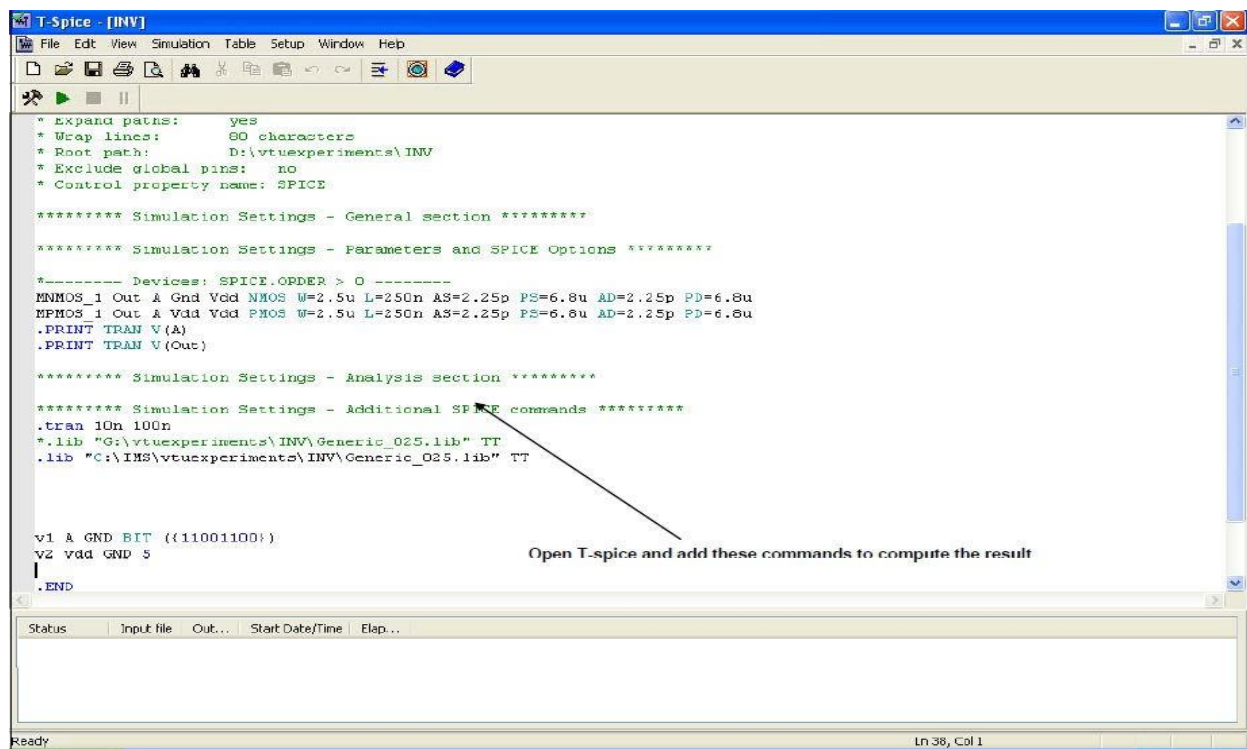 T-Spice - [INV]
File Edit View Simulation Table Setup Window Help
* Expand paths: yes
* Wrap lines: 80 characters
* Root path: D:\vtuexperiments\INV
* Exclude global pins: no
* Control property name: SPICE
********* Simulation Settings - General section *********
********* Simulation Settings - Parameters and SPICE Options *********
*-------- Devices: SPICE.ORDER > 0 --------
MNMOS_1 Out A Gnd Vdd NMOS W=2.5u L=250n AS=2.25p PS=6.8u AD=2.25p PD=6.8u
MPMOS_1 Out A Vdd Vdd PMOS W=2.5u L=250n AS=2.25p PS=6.8u AD=2.25p PD=6.8u
.PRINT TRAN V(A)
.PRINT TRAN V(Out)
********* Simulation Settings - Analysis section *********
********* Simulation Settings - Additional SPICE commands *********
.tran 10n 100n
*.lib "G:\vtuexperiments\INV\Generic_025.lib" TT
.lib "C:\IMS\vtuexperiments\INV\Generic_025.lib" TT
v1 A GND BIT ({11001100})
v2 vdd GND 5
Open T-spice and add these commands to compute the result
.END
Status Input file Out... Start Date/Time Elap...
Ready Ln 38, Col 1